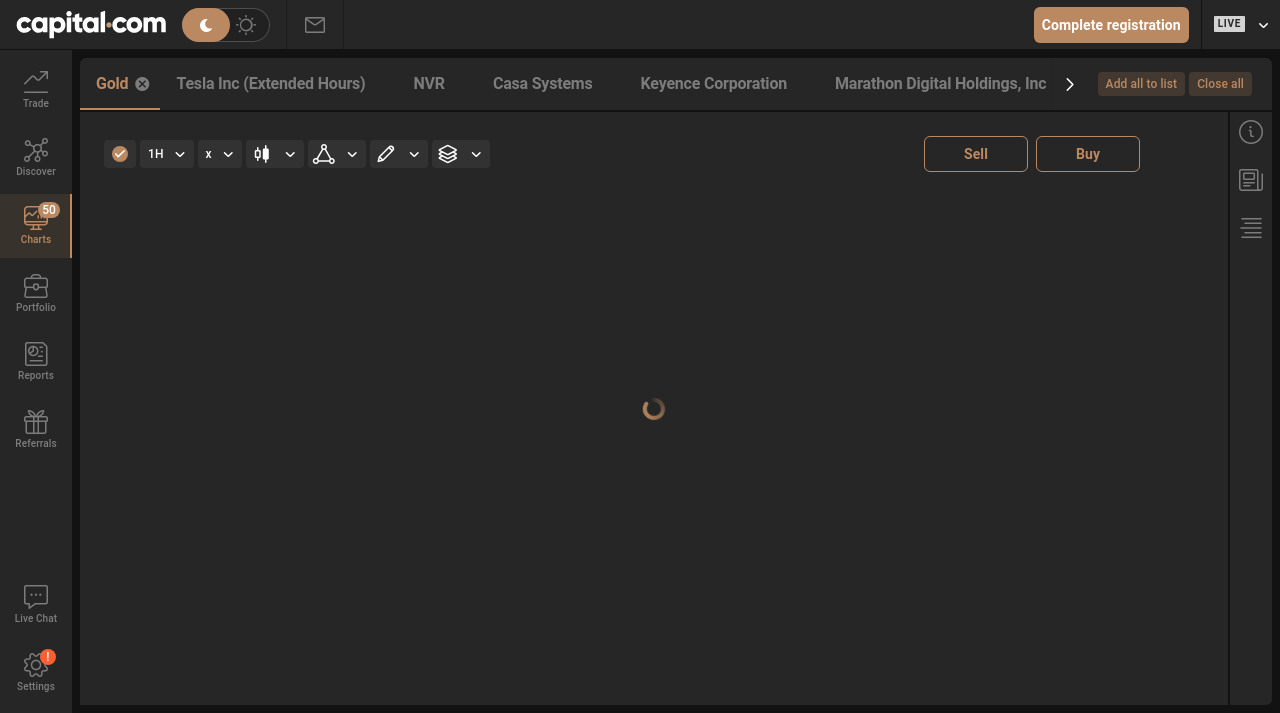 capital.com
Complete registration
LIVE
Trade
Discover
50
Charts
Portfolio
Reports
Referrals
Live Chat
!
Settings
Gold
Tesla Inc (Extended Hours)
NVR
Casa Systems
Keyence Corporation
Marathon Digital Holdings, Inc
Add all to list
Close all
1H
x
Sell
Buy